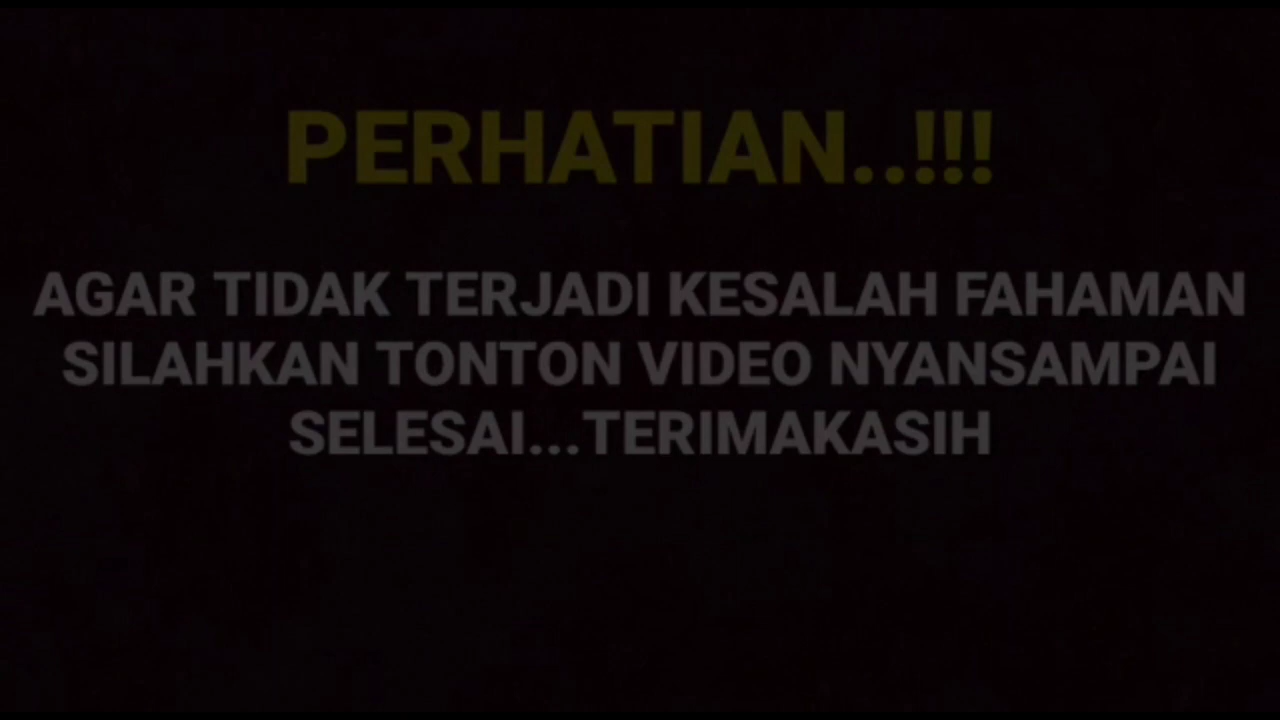 PERHATIAN..!!!
AGAR TIDAK TERJADI KESALAH FAHAMAN
SILAHKAN TONTON VIDEO NYANSAMPAI
SELESAI...TERIMAKASIH